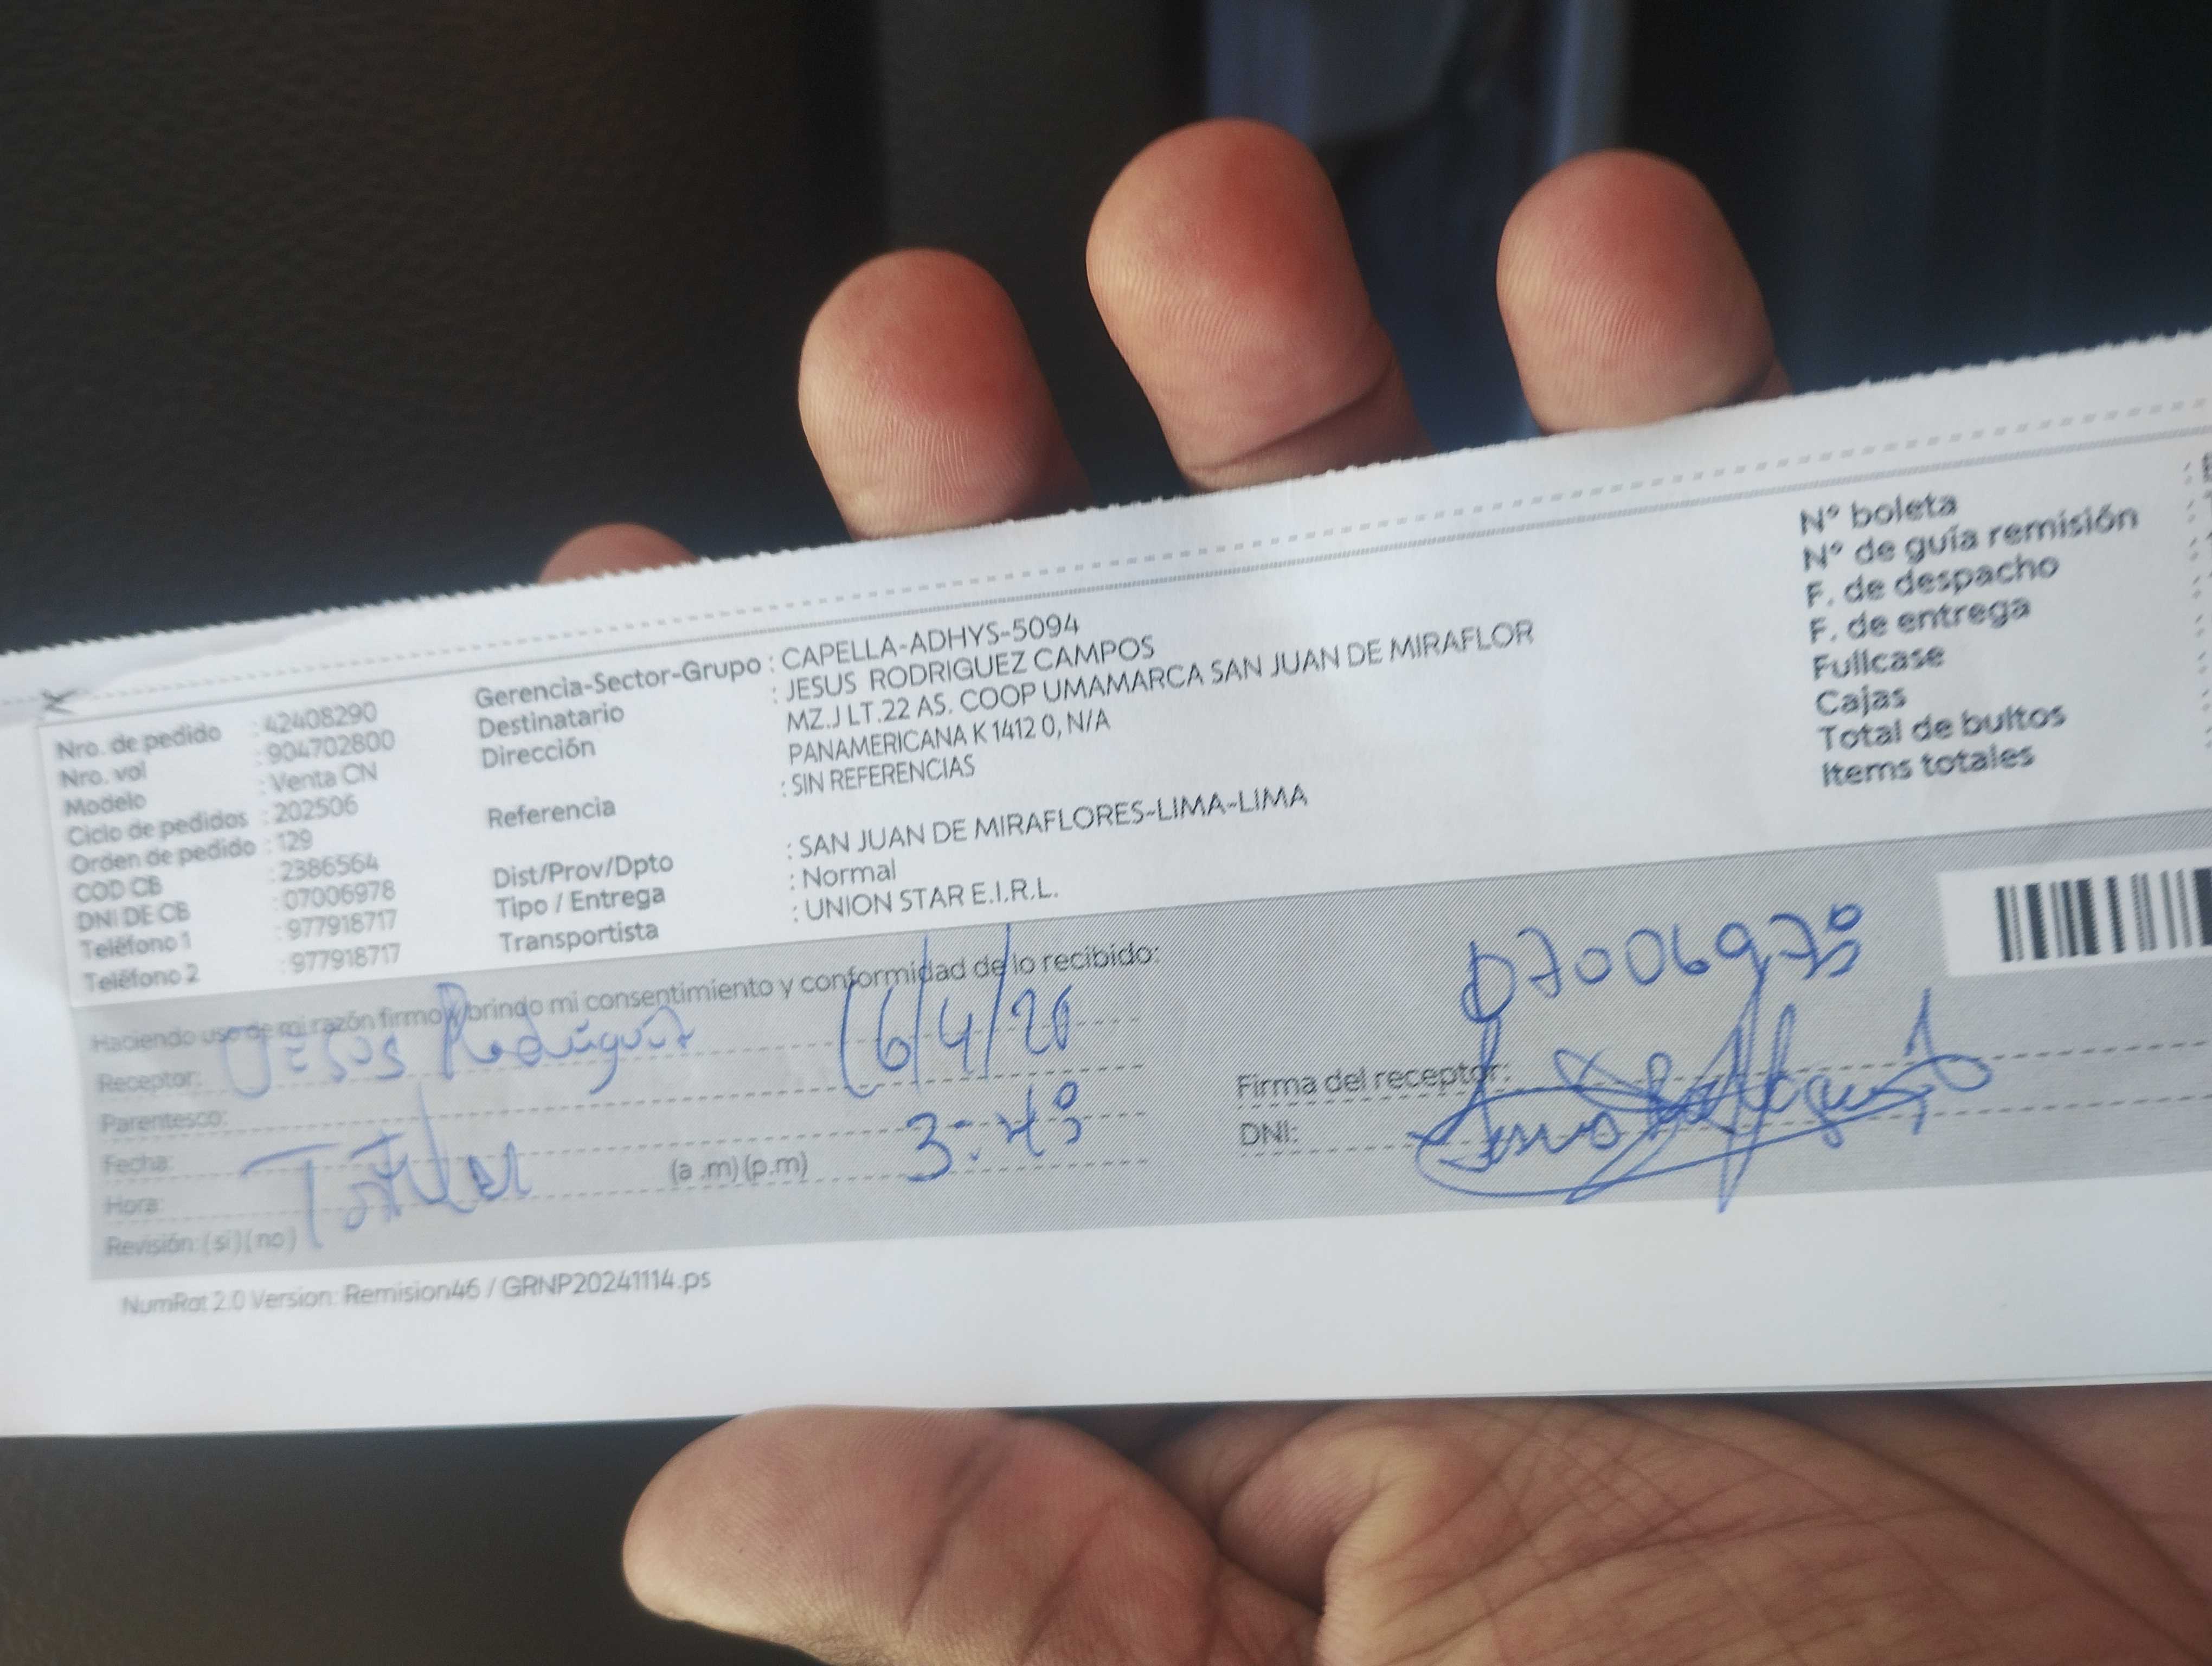 Nro. de pedido : 42408290
Nro. vol : 904702800
Modelo : Venta CN
Ciclo de pedidos : 202506
Orden de pedido : 129
COD CB : 2386564
DNI DE CB : 07006978
Teléfono 1 : 977918717
Teléfono 2 : 977918717
Gerencia-Sector-Grupo : CAPELLA-ADHYS-5094
Destinatario : JESUS RODRIGUEZ CAMPOS
Dirección MZ.J LT.22 AS. COOP UMAMARCA SAN JUAN DE MIRAFLOR
PANAMERICANA K 1412 0, N/A
Referencia : SIN REFERENCIAS
Dist/Prov/Dpto : SAN JUAN DE MIRAFLORES-LIMA-LIMA
Tipo / Entrega : Normal
Transportista : UNION STAR E.I.R.L.
N° boleta
N° de guía remisión
F. de despacho
F. de entrega
Fullcase
Cajas
Total de bultos
Items totales
Haciendo uso de mi razón firmo y brindo mi consentimiento y conformidad de lo recibido:
Receptor: Jesus Rodriguez
Parentesco:
Fecha:
Hora: (a .m) (p.m)
Revisión: (si) (no)
Titular
07006978
Firma del receptor:
DNI:
NumRat 2.0 Version: Remision46 / GRNP20241114.ps